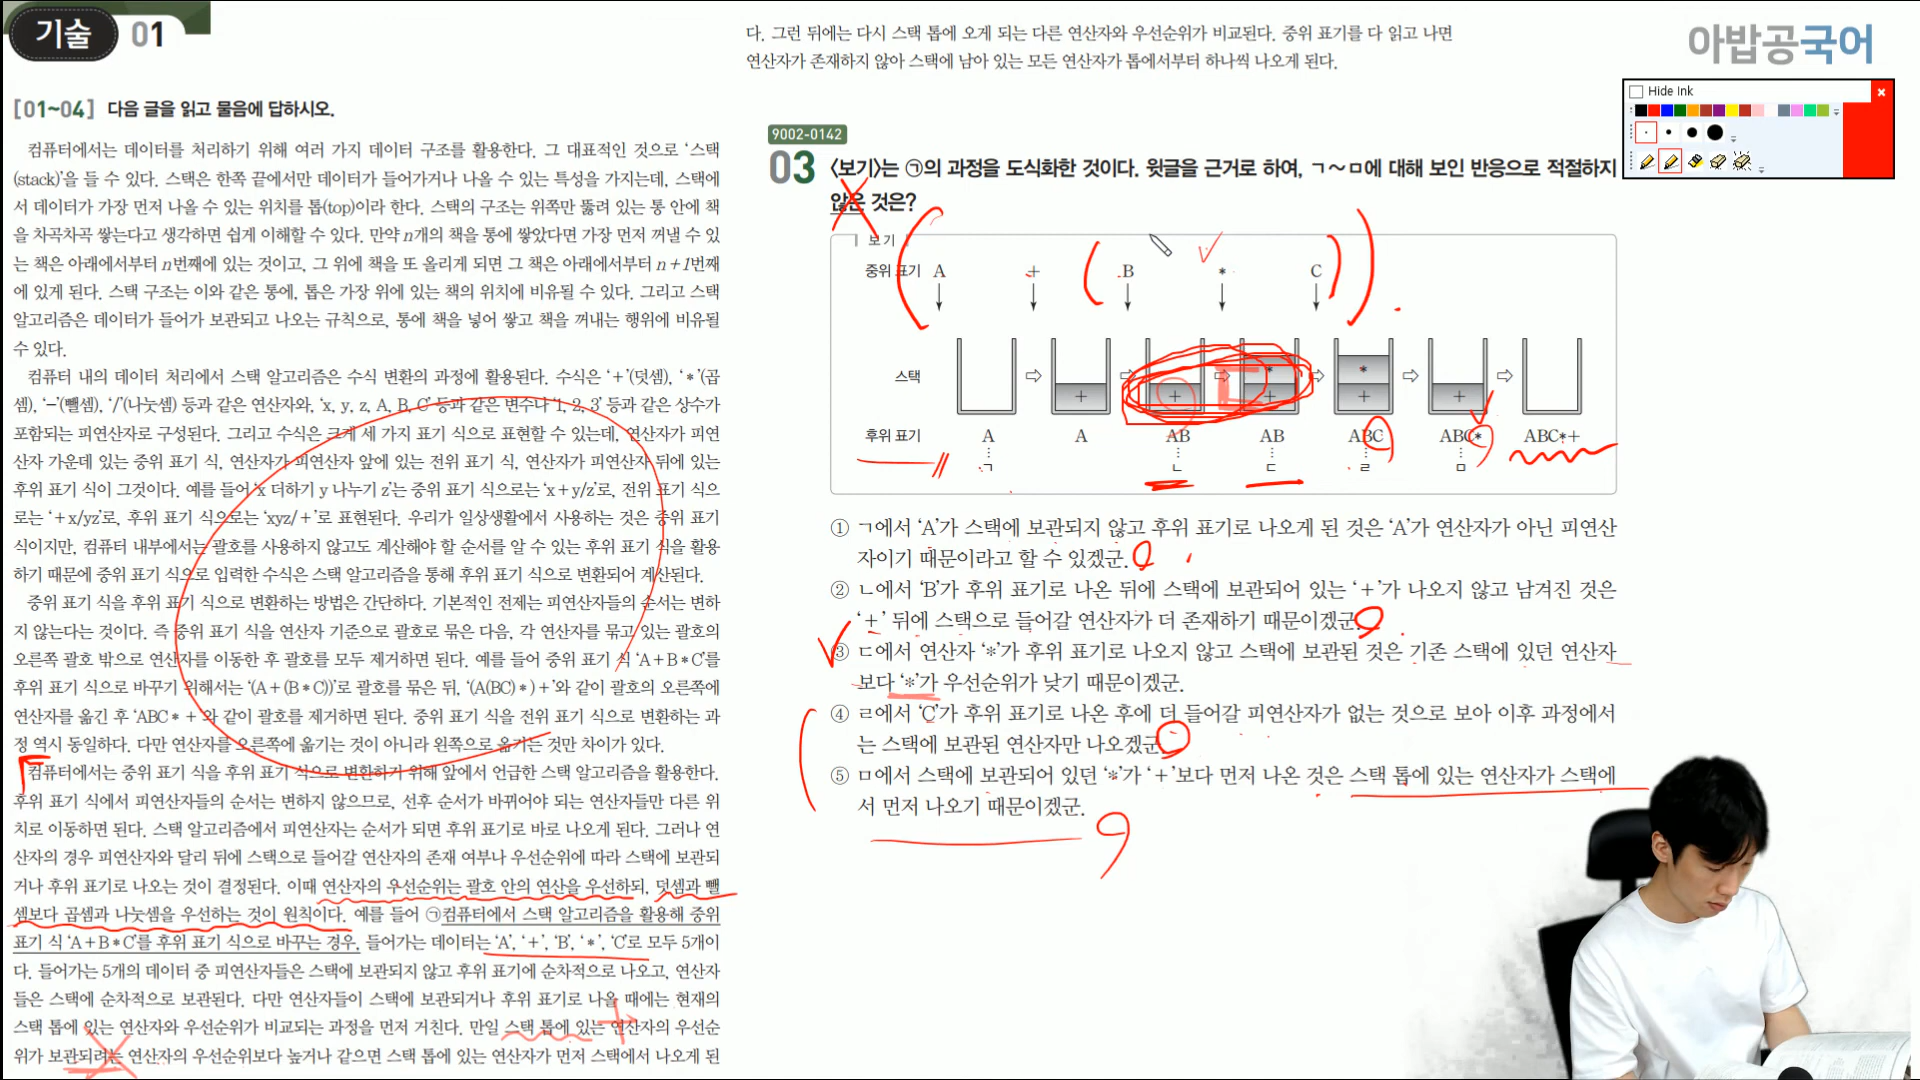 기술 01
[01~04] 다음 글을 읽고 물음에 답하시오.
컴퓨터에서는 데이터를 처리하기 위해 여러 가지 데이터 구조를 활용한다. 그 대표적인 것으로 ‘스택
(stack)’을 들 수 있다. 스택은 한쪽 끝에서만 데이터가 들어가거나 나올 수 있는 특성을 가지는데, 스택에
서 데이터가 가장 먼저 나올 수 있는 위치를 톱(top)이라 한다. 스택의 구조는 위쪽만 뚫려 있는 통 안에 책
을 차곡차곡 쌓는다고 생각하면 쉽게 이해할 수 있다. 만약 n개의 책을 통에 쌓았다면 가장 먼저 꺼낼 수 있
는 책은 아래에서부터 n번째에 있는 것이고, 그 위에 책을 또 올리게 되면 그 책은 아래에서부터 n+1번째
에 있게 된다. 스택 구조는 이와 같은 통에, 톱은 가장 위에 있는 책의 위치에 비유될 수 있다. 그리고 스택
알고리즘은 데이터가 들어가 보관되고 나오는 규칙으로, 통에 책을 넣어 쌓고 책을 꺼내는 행위에 비유될
수 있다.
컴퓨터 내의 데이터 처리에서 스택 알고리즘은 수식 변환의 과정에 활용된다. 수식은 ‘+’(덧셈), ‘*’(곱
셈), ‘−’(뺄셈), ‘/’(나눗셈) 등과 같은 연산자와, ‘x, y, z, A, B, C’ 등과 같은 변수나 ‘1, 2, 3’ 등과 같은 상수가
포함되는 피연산자로 구성된다. 그리고 수식은 크게 세 가지 표기 식으로 표현할 수 있는데, 연산자가 피연
산자 가운데 있는 중위 표기 식, 연산자가 피연산자 앞에 있는 전위 표기 식, 연산자가 피연산자 뒤에 있는
후위 표기 식이 그것이다. 예를 들어 ‘x 더하기 y 나누기 z’는 중위 표기 식으로는 ‘x+y/z’로, 전위 표기 식으
로는 ‘+x/yz’로, 후위 표기 식으로는 ‘xyz/+’로 표현된다. 우리가 일상생활에서 사용하는 것은 중위 표기
식이지만, 컴퓨터 내부에서는 괄호를 사용하지 않고도 계산해야 할 순서를 알 수 있는 후위 표기 식을 활용
하기 때문에 중위 표기 식으로 입력한 수식은 스택 알고리즘을 통해 후위 표기 식으로 변환되어 계산된다.
중위 표기 식을 후위 표기 식으로 변환하는 방법은 간단하다. 기본적인 전제는 피연산자들의 순서는 변하
지 않는다는 것이다. 즉 중위 표기 식을 연산자 기준으로 괄호로 묶은 다음, 각 연산자를 묶고 있는 괄호의
오른쪽 괄호 밖으로 연산자를 이동한 후 괄호를 모두 제거하면 된다. 예를 들어 중위 표기 식 ‘A+B*C’를
후위 표기 식으로 바꾸기 위해서는 ‘(A+(B*C))’로 괄호를 묶은 뒤, ‘(A(BC)*)+’와 같이 괄호의 오른쪽에
연산자를 옮긴 후 ‘ABC*+’와 같이 괄호를 제거하면 된다. 중위 표기 식을 전위 표기 식으로 변환하는 과
정 역시 동일하다. 다만 연산자를 오른쪽에 옮기는 것이 아니라 왼쪽으로 옮기는 것만 차이가 있다.
컴퓨터에서는 중위 표기 식을 후위 표기 식으로 변환하기 위해 앞에서 언급한 스택 알고리즘을 활용한다.
후위 표기 식에서 피연산자들의 순서는 변하지 않으므로, 선후 순서가 바뀌어야 되는 연산자들만 다른 위
치로 이동하면 된다. 스택 알고리즘에서 피연산자는 순서가 되면 후위 표기로 바로 나오게 된다. 그러나 연
산자의 경우 피연산자와 달리 뒤에 스택으로 들어갈 연산자의 존재 여부나 우선순위에 따라 스택에 보관되
거나 후위 표기로 나오는 것이 결정된다. 이때 연산자의 우선순위는 괄호 안의 연산을 우선하되, 덧셈과 뺄
셈보다 곱셈과 나눗셈을 우선하는 것이 원칙이다. 예를 들어 ㉠컴퓨터에서 스택 알고리즘을 활용해 중위
표기 식 ‘A+B*C’를 후위 표기 식으로 바꾸는 경우, 들어가는 데이터는 ‘A’, ‘+’, ‘B’, ‘*’, ‘C’로 모두 5개이
다. 들어가는 5개의 데이터 중 피연산자들은 스택에 보관되지 않고 후위 표기에 순차적으로 나오고, 연산자
들은 스택에 순차적으로 보관된다. 다만 연산자들이 스택에 보관되거나 후위 표기로 나올 때에는 현재의
스택 톱에 있는 연산자와 우선순위가 비교되는 과정을 먼저 거친다. 만일 스택 톱에 있는 연산자의 우선순
위가 보관되려는 연산자의 우선순위보다 높거나 같으면 스택 톱에 있는 연산자가 먼저 스택에서 나오게 된
다. 그런 뒤에는 다시 스택 톱에 오게 되는 다른 연산자와 우선순위가 비교된다. 중위 표기를 다 읽고 나면
연산자가 존재하지 않아 스택에 남아 있는 모든 연산자가 톱에서부터 하나씩 나오게 된다.
아밥공국어
Hide Ink
9002-0142
03 〈보기〉는 ㉠의 과정을 도식화한 것이다. 윗글을 근거로 하여, ㄱ~ㅁ에 대해 보인 반응으로 적절하지
않은 것은?
보기
중위 표기 A + B * C
스택 + + * + * + +
후위 표기 A A AB AB ABC ABC* ABC*+
ㄱ ㄴ ㄷ ㄹ ㅁ
① ㄱ에서 ‘A’가 스택에 보관되지 않고 후위 표기로 나오게 된 것은 ‘A’가 연산자가 아닌 피연산
자이기 때문이라고 할 수 있겠군.
② ㄴ에서 ‘B’가 후위 표기로 나온 뒤에 스택에 보관되어 있는 ‘+’가 나오지 않고 남겨진 것은
‘+’ 뒤에 스택으로 들어갈 연산자가 더 존재하기 때문이겠군.
③ ㄷ에서 연산자 ‘*’가 후위 표기로 나오지 않고 스택에 보관된 것은 기존 스택에 있던 연산자
보다 ‘*’가 우선순위가 낮기 때문이겠군.
④ ㄹ에서 ‘C’가 후위 표기로 나온 후에 더 들어갈 피연산자가 없는 것으로 보아 이후 과정에서
는 스택에 보관된 연산자만 나오겠군.
⑤ ㅁ에서 스택에 보관되어 있던 ‘*’가 ‘+’보다 먼저 나온 것은 스택 톱에 있는 연산자가 스택에
서 먼저 나오기 때문이겠군.